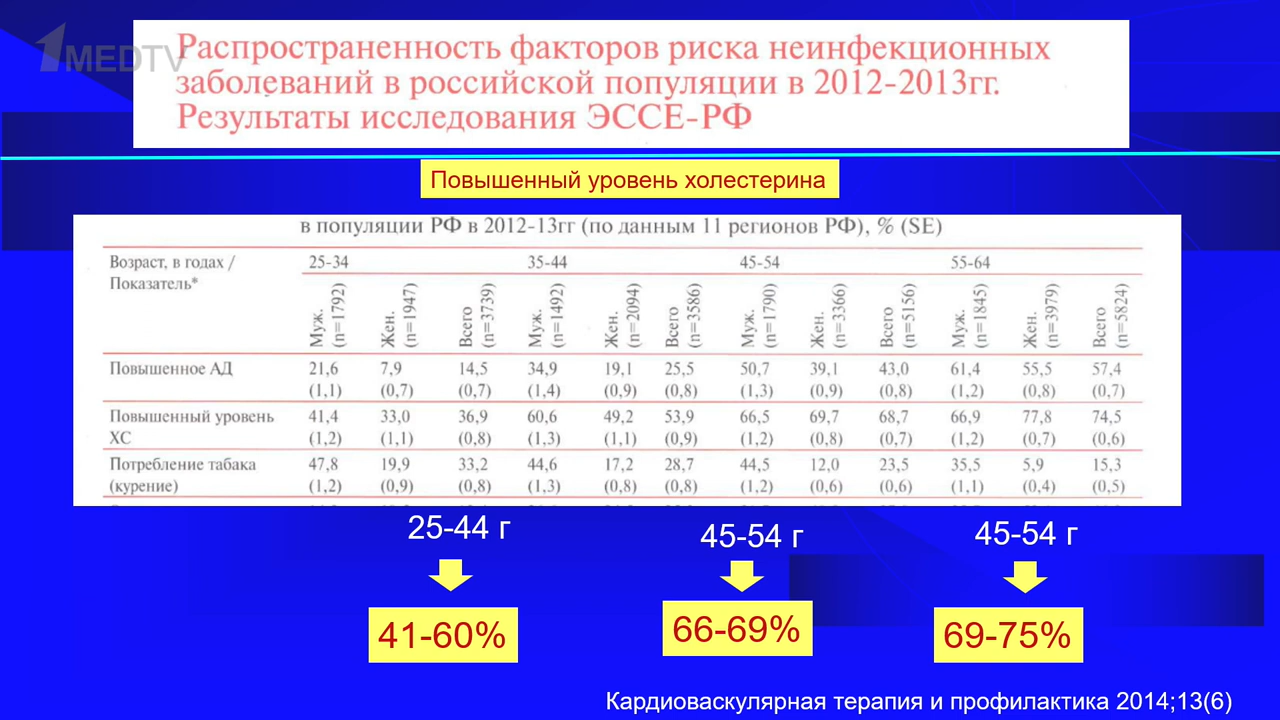 1MEDTV
Распространенность факторов риска неинфекционных
заболеваний в российской популяции в 2012-2013гг.
Результаты исследования ЭССЕ-РФ
Повышенный уровень холестерина
в популяции РФ в 2012-13гг (по данным 11 регионов РФ), % (SE)
Возраст, в годах / 25-34 35-44 45-54 55-64
Показатель* Муж. (n=1792) Жен. (n=1947) Всего (n=3739) Муж. (n=1492) Жен. (n=2094) Всего (n=3586) Муж. (n=1790) Жен. (n=3366) Всего (n=5156) Муж. (n=1845) Жен. (n=3979) Всего (n=5824)
Повышенное АД 21,6 7,9 14,5 34,9 19,1 25,5 50,7 39,1 43,0 61,4 55,5 57,4
(1,1) (0,7) (0,7) (1,4) (0,9) (0,8) (1,3) (0,9) (0,8) (1,2) (0,8) (0,7)
Повышенный уровень 41,4 33,0 36,9 60,6 49,2 53,9 66,5 69,7 68,7 66,9 77,8 74,5
ХС (1,2) (1,1) (0,8) (1,3) (1,1) (0,9) (1,2) (0,8) (0,7) (1,2) (0,7) (0,6)
Потребление табака 47,8 19,9 33,2 44,6 17,2 28,7 44,5 12,0 23,5 35,5 5,9 15,3
(курение) (1,2) (0,9) (0,8) (1,3) (0,8) (0,8) (1,2) (0,6) (0,6) (1,1) (0,4) (0,5)
25-44 г 45-54 г 45-54 г
41-60% 66-69% 69-75%
Кардиоваскулярная терапия и профилактика 2014;13(6)